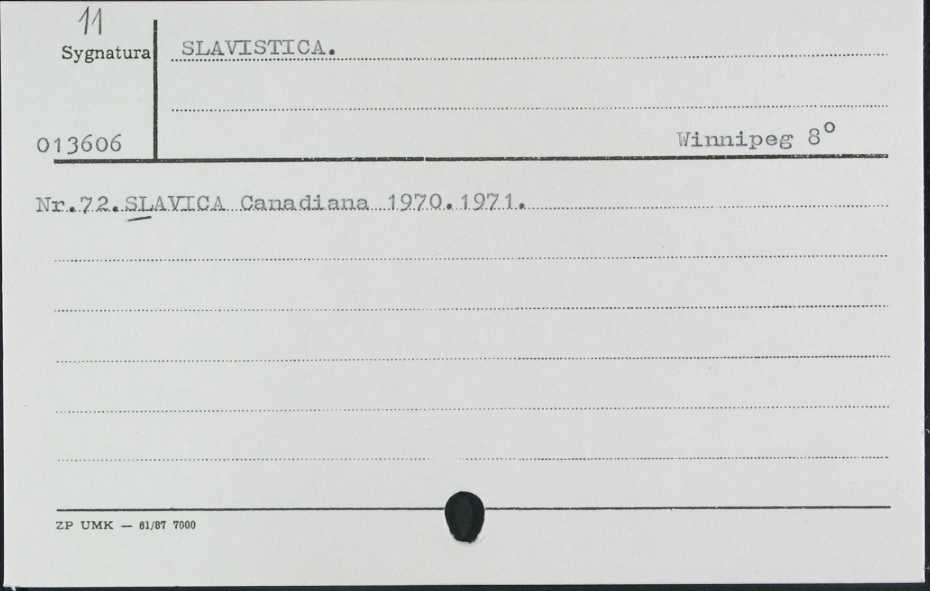 11
Sygnatura
SLAVISTICA.
013606
Winnipeg 8°
Nr.72.SLAVICA Canadiana 1970.1971.
ZP UMK — 61/87 7000